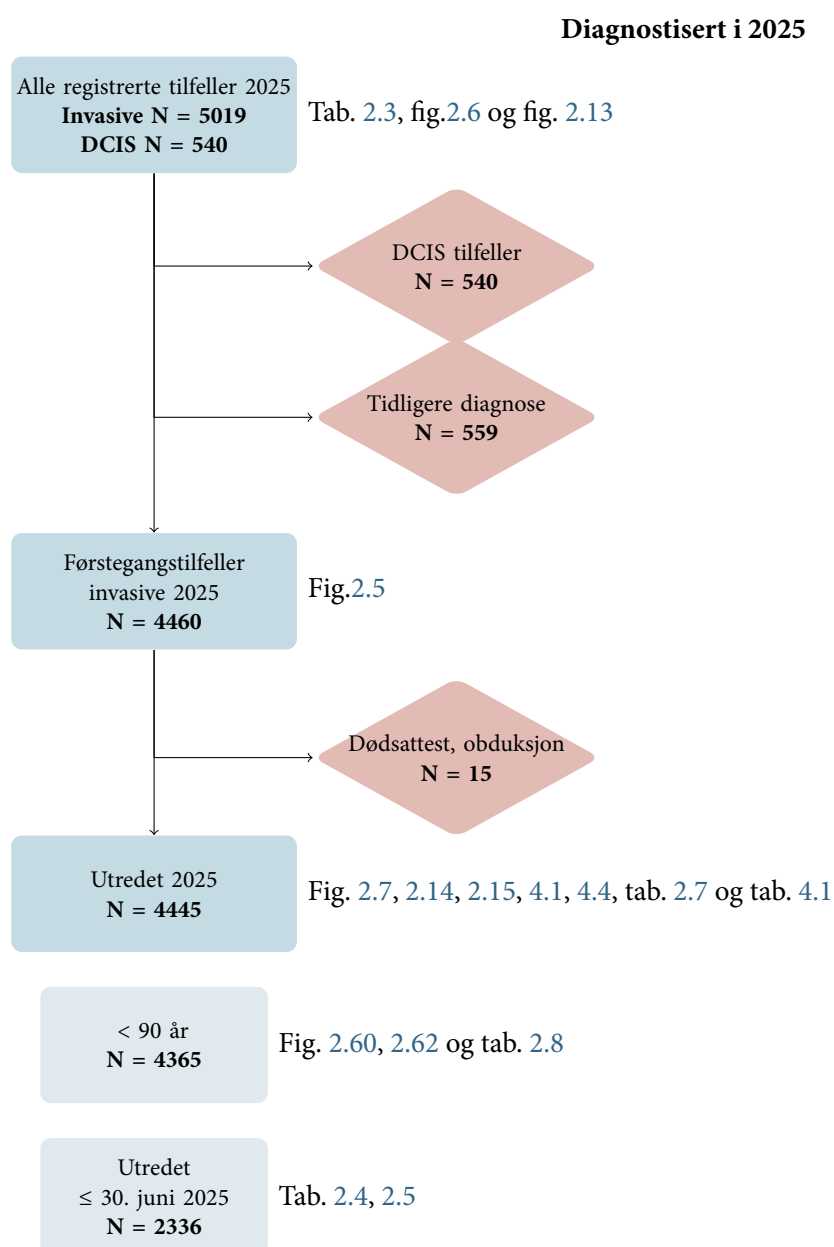 Diagnostisert i 2025
Alle registrerte tilfeller 2025
Invasive N = 5019
DCIS N = 540
Tab. 2.3, fig.2.6 og fig. 2.13
DCIS tilfeller
N = 540
Tidligere diagnose
N = 559
Førstegangstilfeller
invasive 2025
N = 4460
Fig.2.5
Dødsattest, obduksjon
N = 15
Utredet 2025
N = 4445
Fig. 2.7, 2.14, 2.15, 4.1, 4.4, tab. 2.7 og tab. 4.1
< 90 år
N = 4365
Fig. 2.60, 2.62 og tab. 2.8
Utredet
≤ 30. juni 2025
N = 2336
Tab. 2.4, 2.5